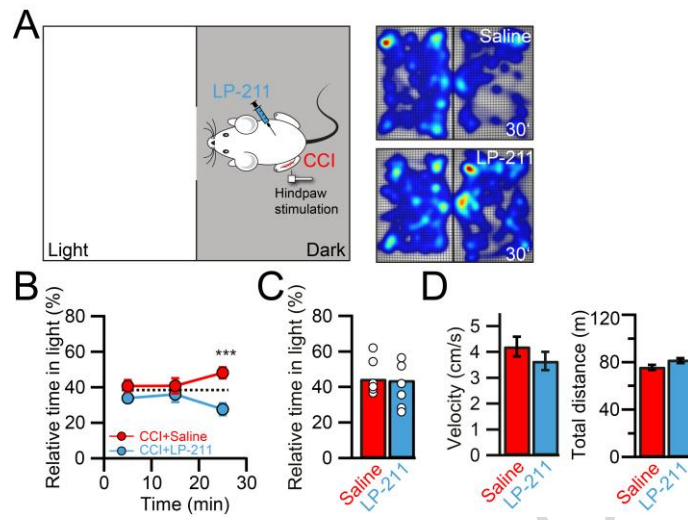 A
LP-211
CCI
Hindpaw
stimulation
Light
Dark
Saline
30'
LP-211
30'
B
Relative time in light (%)
80
60
40
20
0
***
CCI+Saline
CCI+LP-211
0
10
20
30
Time (min)
C
Relative time in light (%)
80
60
40
20
0
Saline
LP-211
D
Velocity (cm/s)
5
4
3
2
1
0
Saline
LP-211
Total distance (m)
120
80
40
0
Saline
LP-211